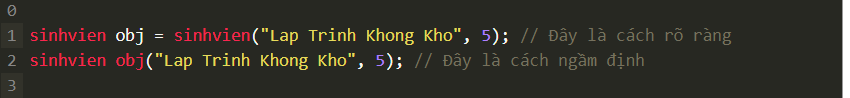 0
1 sinhvien obj = sinhvien("Lap Trinh Khong Kho", 5); // Đây là cách rõ ràng
2 sinhvien obj("Lap Trinh Khong Kho", 5); // Đây là cách ngầm định
3